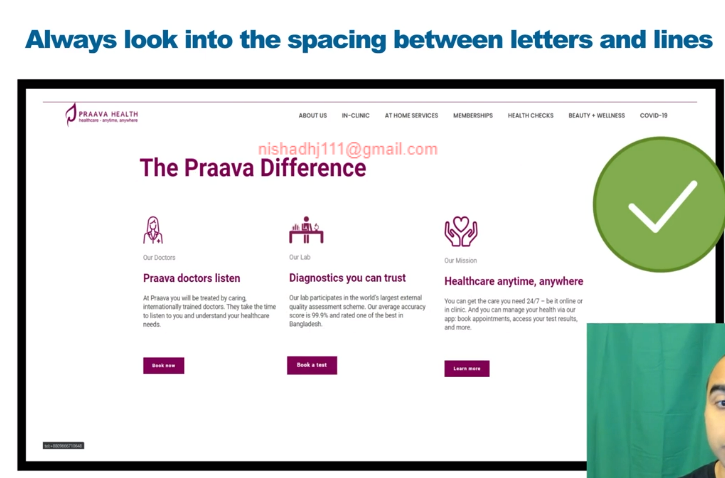 Always look into the spacing between letters and lines
PRAAVA HEALTH
healthcare - anytime, anywhere
ABOUT US IN-CLINIC AT HOME SERVICES MEMBERSHIPS HEALTH CHECKS BEAUTY + WELLNESS COVID-19
nishadhj111@gmail.com
The Praava Difference
Our Doctors
Praava doctors listen
At Praava you will be treated by caring,
internationally trained doctors. They take the time
to listen to you and understand your healthcare
needs.
Book now
Our Lab
Diagnostics you can trust
Our lab participates in the world's largest external
quality assessment scheme. Our average accuracy
score is 99.9% and rated one of the best in
Bangladesh.
Book a test
Our Mission
Healthcare anytime, anywhere
You can get the care you need 24/7 – be it online or
in clinic. And you can manage your health via our
app: book appointments, access your test results,
and more.
Learn more